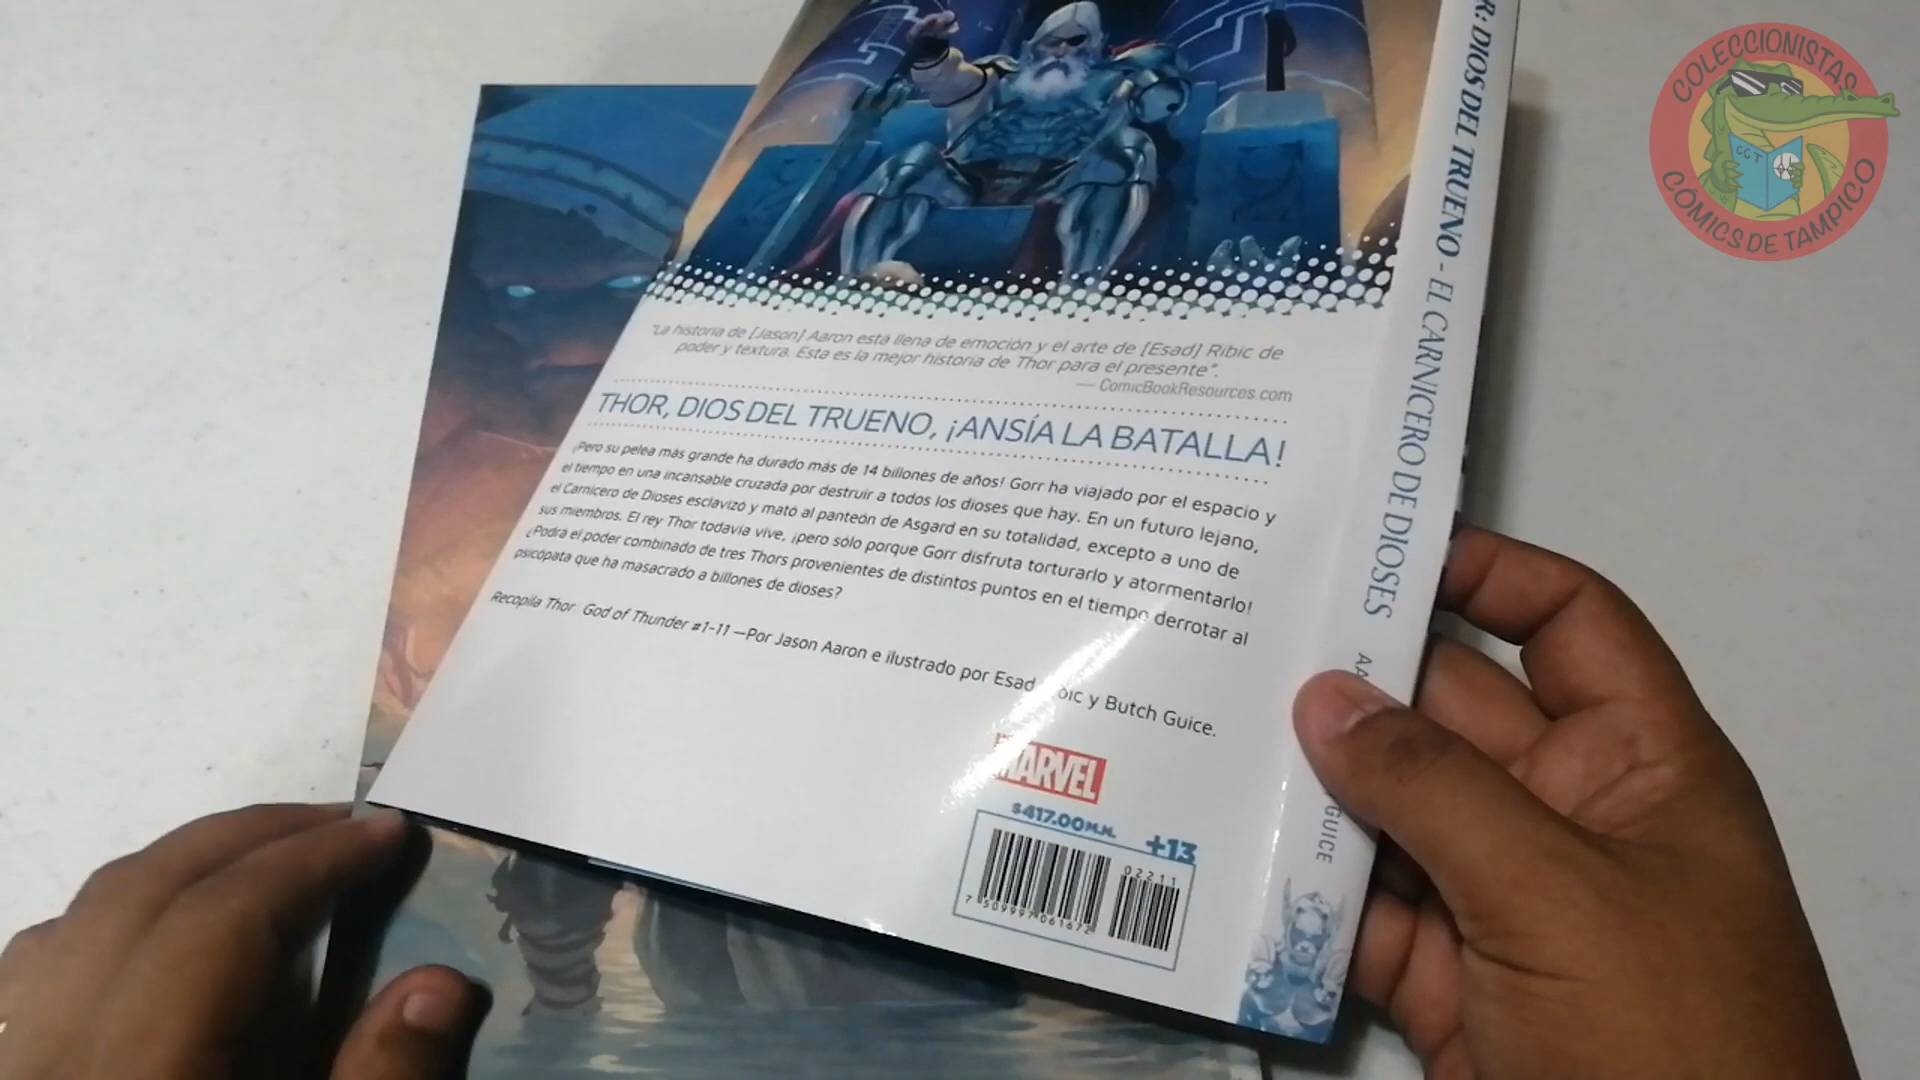 "La historia de [Jason] Aaron está llena de emoción y el arte de [Esad] Ribic de
poder y textura. Esta es la mejor historia de Thor para el presente".
— ComicBookResources.com
THOR, DIOS DEL TRUENO, ¡ANSÍA LA BATALLA!
¡Pero su pelea más grande ha durado más de 14 billones de años! Gorr ha viajado por el espacio y
el tiempo en una incansable cruzada por destruir a todos los dioses que hay. En un futuro lejano,
el Carnicero de Dioses esclavizó y mató al panteón de Asgard en su totalidad, excepto a uno de
sus miembros. El rey Thor todavía vive, ¡pero sólo porque Gorr disfruta torturarlo y atormentarlo!
¿Podrá el poder combinado de tres Thors provenientes de distintos puntos en el tiempo derrotar al
psicópata que ha masacrado a billones de dioses?
Recopila Thor: God of Thunder #1-11 —Por Jason Aaron e ilustrado por Esad y Butch Guice.
MARVEL
$417.00M.N.
+13
02211
7 509997 061672
R: DIOS DEL TRUENO - EL CARNICERO DE DIOSES
GUICE
COLECCIONISTAS
CCT
CÓMICS DE TAMPICO